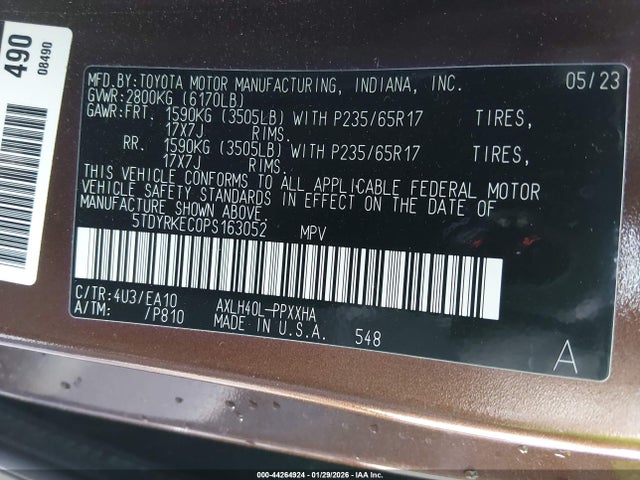 490
08490
MFD.BY:TOYOTA MOTOR MANUFACTURING, INDIANA, INC. 05/23
GVWR:2800KG (6170LB)
GAWR:FRT. 1590KG (3505LB) WITH P235/65R17 TIRES,
17X7J RIMS.
RR. 1590KG (3505LB) WITH P235/65R17 TIRES,
17X7J RIMS.
THIS VEHICLE CONFORMS TO ALL APPLICABLE FEDERAL MOTOR
VEHICLE SAFETY STANDARDS IN EFFECT ON THE DATE OF
MANUFACTURE SHOWN ABOVE.
5TDYRKEC0PS163052 MPV
C/TR:4U3/EA10 AXLH40L-PPXXHA
A/TM: /P810 MADE IN U.S.A. 548
A
000-44264924 | 01/29/2026 - IAA Inc.